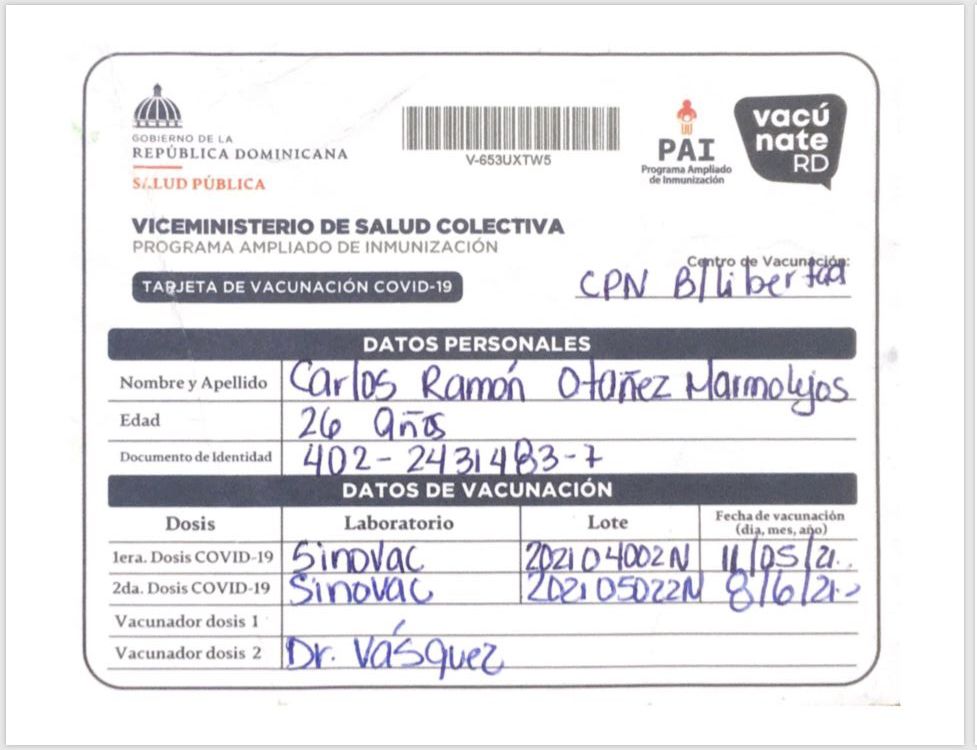 GOBIERNO DE LA
REPÚBLICA DOMINICANA
SALUD PÚBLICA
V-653UXTW5
PAI
Programa Ampliado
de Inmunización
vacú
nate
RD
VICEMINISTERIO DE SALUD COLECTIVA
PROGRAMA AMPLIADO DE INMUNIZACIÓN
TARJETA DE VACUNACIÓN COVID-19
Centro de Vacunación:
CPN B/libertad
DATOS PERSONALES
Nombre y Apellido Carlos Ramón Otañez Marmolejos
Edad 26 años
Documento de Identidad 402-2431483-7
DATOS DE VACUNACIÓN
Dosis Laboratorio Lote Fecha de vacunación
(dia, mes, año)
1era. Dosis COVID-19 Sinovac 202104002N 11/05/21.
2da. Dosis COVID-19 Sinovac 202105022N 8/6/21.
Vacunador dosis 1
Vacunador dosis 2 Dr. Vásquez